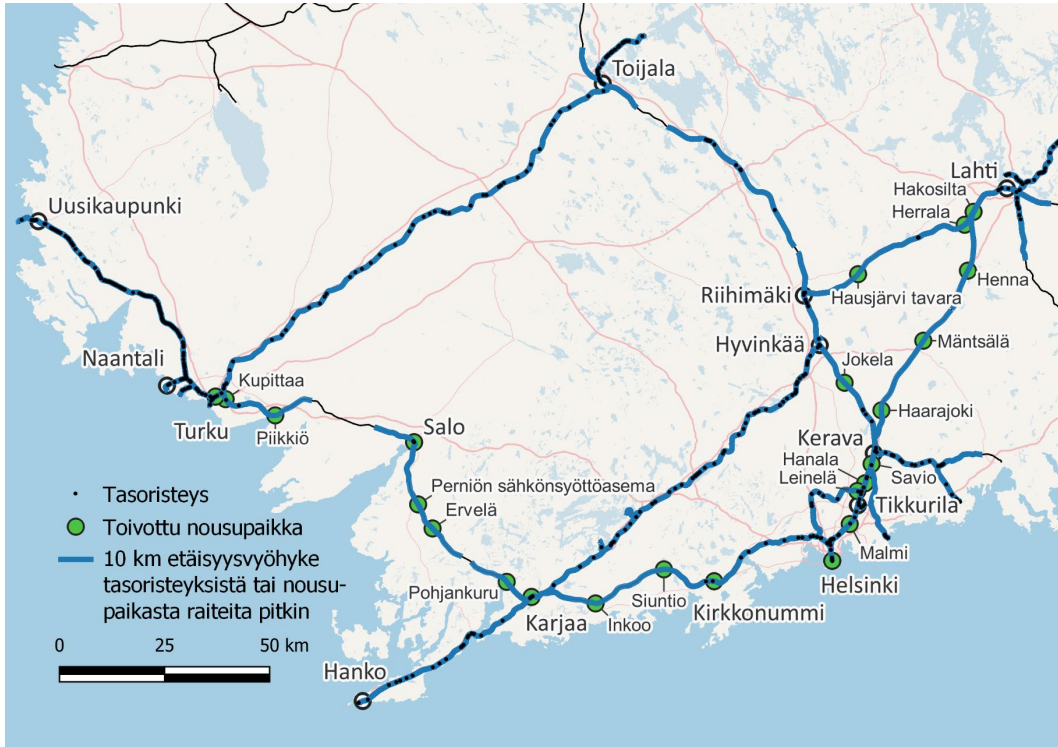 Toijala
Lahti
Hakosilta
Herrala
Uusikaupunki
Henna
Hausjärvi tavara
Riihimäki
Mäntsälä
Hyvinkää
Jokela
Naantali
Kupittaa
Haarajoki
Turku
Piikkiö
Salo
Kerava
Hanala
Savio
Leinelä
Perniön sähkönsyöttöasema
Tikkurila
Ervelä
Malmi
Helsinki
Pohjankuru
Siuntio
Kirkkonummi
Karjaa
Inkoo
Hanko
Tasoristeys
Toivottu nousupaikka
10 km etäisyysvyöhyke
tasoristeyksistä tai nousu-
paikasta raiteita pitkin
0 25 50 km